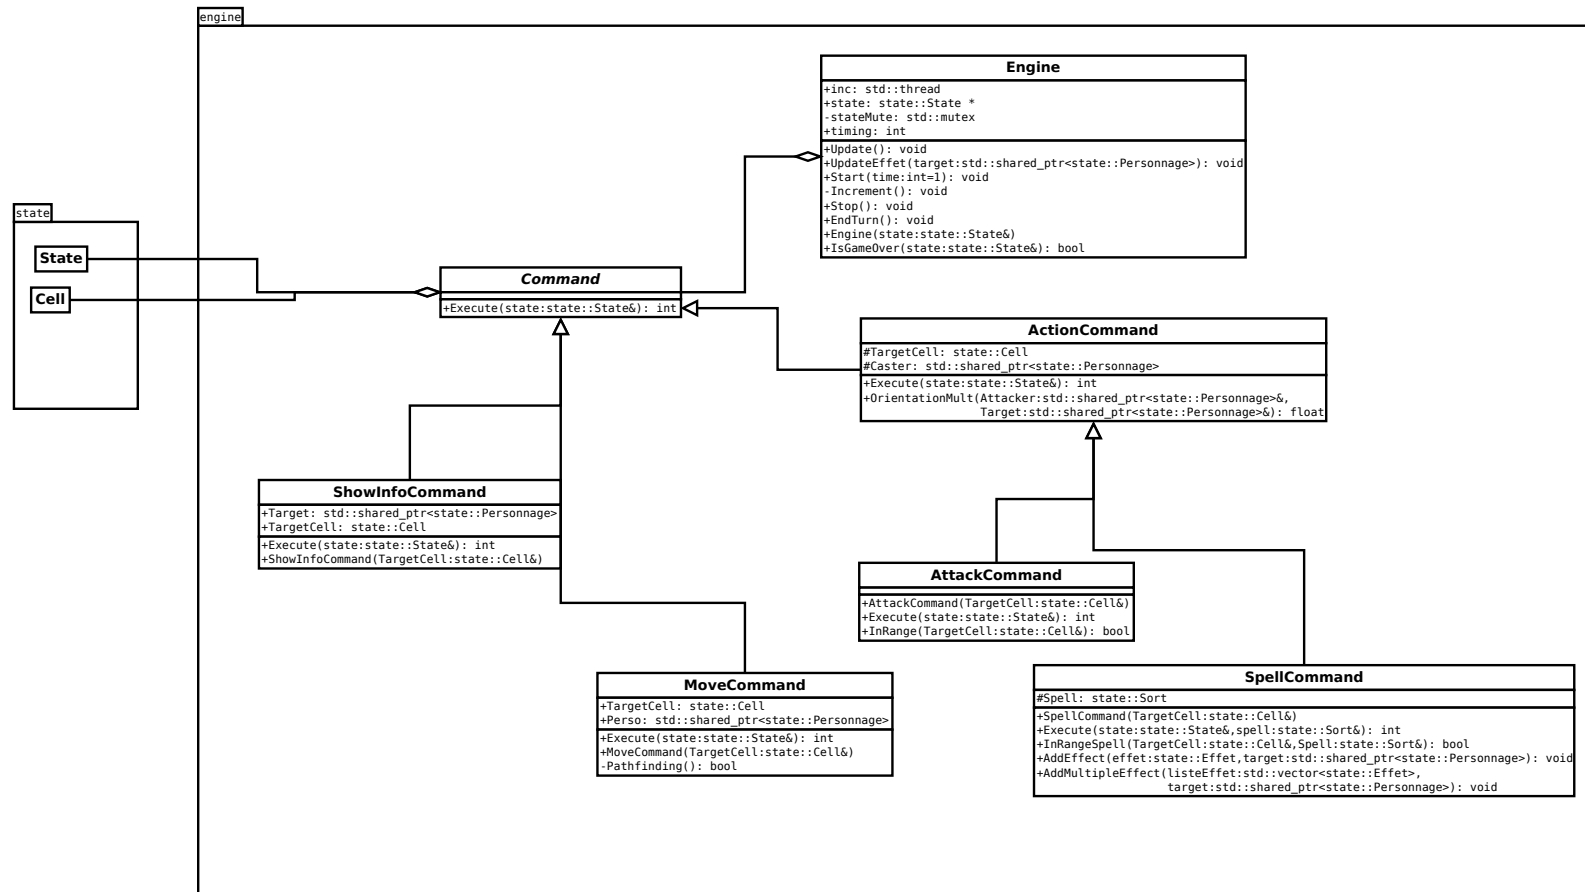 engine
Engine
+inc: std::thread
+state: state::State *
-stateMute: std::mutex
+timing: int
+Update(): void
+UpdateEffet(target:std::shared_ptr<state::Personnage>): void
+Start(time:int=1): void
-Increment(): void
+Stop(): void
+EndTurn(): void
+Engine(state:state::State&)
+IsGameOver(state:state::State&): bool
state
State
Cell
Command
+Execute(state:state::State&): int
ActionCommand
#TargetCell: state::Cell
#Caster: std::shared_ptr<state::Personnage>
+Execute(state:state::State&): int
+OrientationMult(Attacker:std::shared_ptr<state::Personnage>&,
Target:std::shared_ptr<state::Personnage>&): float
ShowInfoCommand
+Target: std::shared_ptr<state::Personnage>
+TargetCell: state::Cell
+Execute(state:state::State&): int
+ShowInfoCommand(TargetCell:state::Cell&)
AttackCommand
+AttackCommand(TargetCell:state::Cell&)
+Execute(state:state::State&): int
+InRange(TargetCell:state::Cell&): bool
MoveCommand
+TargetCell: state::Cell
+Perso: std::shared_ptr<state::Personnage>
+Execute(state:state::State&): int
+MoveCommand(TargetCell:state::Cell&)
-Pathfinding(): bool
SpellCommand
#Spell: state::Sort
+SpellCommand(TargetCell:state::Cell&)
+Execute(state:state::State&,spell:state::Sort&): int
+InRangeSpell(TargetCell:state::Cell&,Spell:state::Sort&): bool
+AddEffect(effet:state::Effet,target:std::shared_ptr<state::Personnage>): void
+AddMultipleEffect(listeEffet:std::vector<state::Effet>,
target:std::shared_ptr<state::Personnage>): void